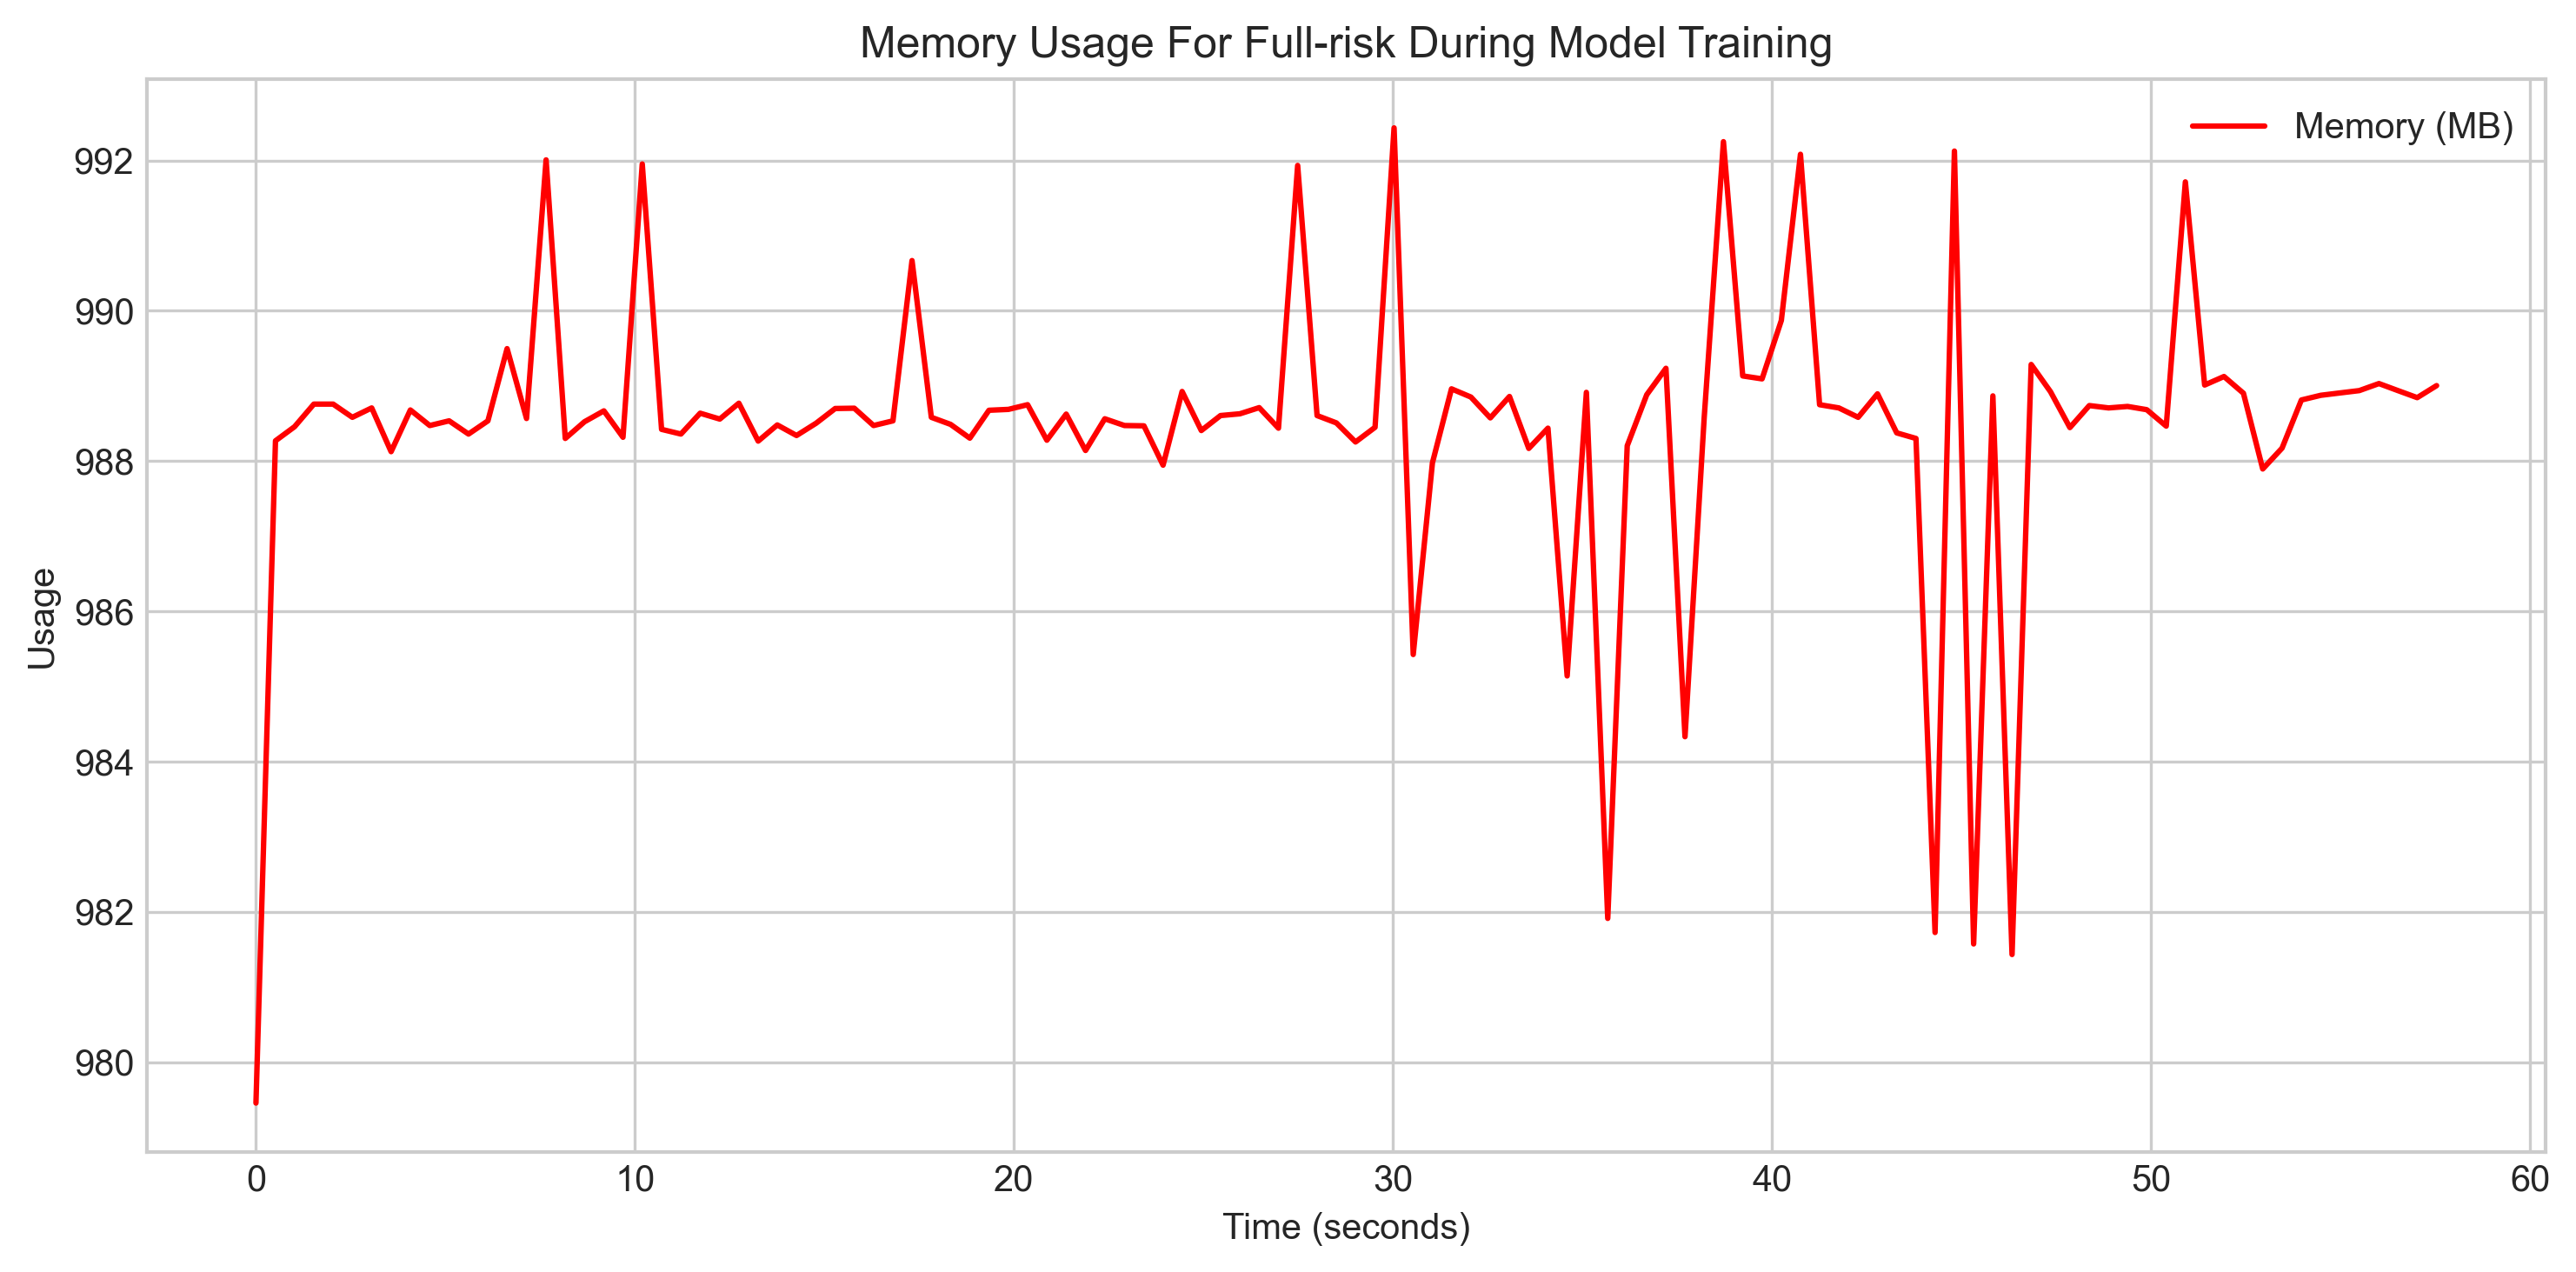 Memory Usage For Full-risk During Model Training
Memory (MB)
992
990
988
986
984
982
980
Usage
0 10 20 30 40 50 60
Time (seconds)